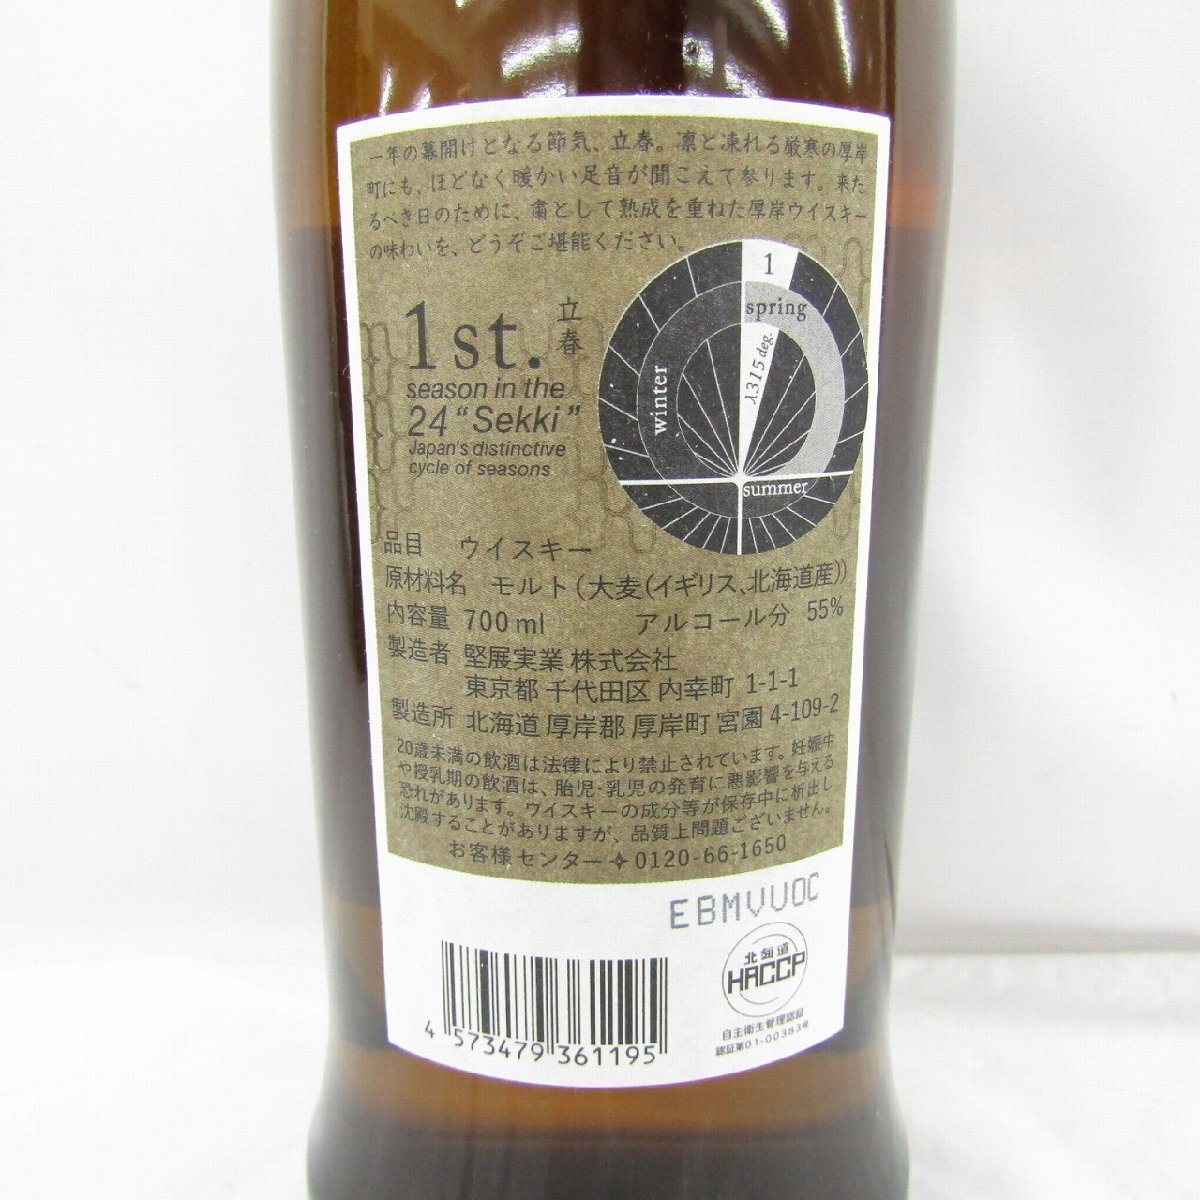 一年の幕開けとなる節気、立春。凛と凍れる厳寒の厚岸
町にも、ほどなく暖かい足音が聞こえて参ります。来た
るべき日のために、粛として熟成を重ねた厚岸ウイスキー
の味わいを、どうぞご堪能ください。
1st.
立春
season in the
24 “Sekki”
Japan's distinctive
cycle of seasons
1
spring
λ315 deg.
winter
summer
品目 ウイスキー
原材料名 モルト(大麦(イギリス、北海道産))
内容量 700ml アルコール分 55%
製造者 堅展実業 株式会社
東京都 千代田区 内幸町 1-1-1
製造所 北海道 厚岸郡 厚岸町 宮園 4-109-2
20歳未満の飲酒は法律により禁止されています。妊娠中
や授乳期の飲酒は、胎児・乳児の発育に悪影響を与える
恐れがあります。ウイスキーの成分等が保存中に析出し
沈殿することがありますが、品質上問題ございません。
お客様センター✧0120-66-1650
EBMVUOC
北海道
HACCP
自主衛生管理認証
認証第01-00383号
4 573479 361195